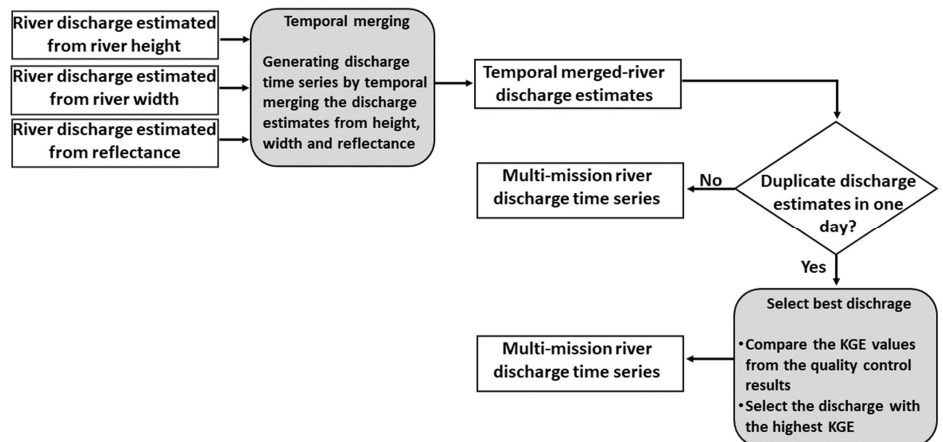 River discharge estimated
from river height
River discharge estimated
from river width
River discharge estimated
from reflectance
Temporal merging
Generating discharge
time series by temporal
merging the discharge
estimates from height,
width and reflectance
Temporal merged-river
discharge estimates
Duplicate discharge
estimates in one
day?
No
Multi-mission river
discharge time series
Yes
Select best dischrage
•Compare the KGE values
from the quality control
results
•Select the discharge with
the highest KGE
Multi-mission river
discharge time series